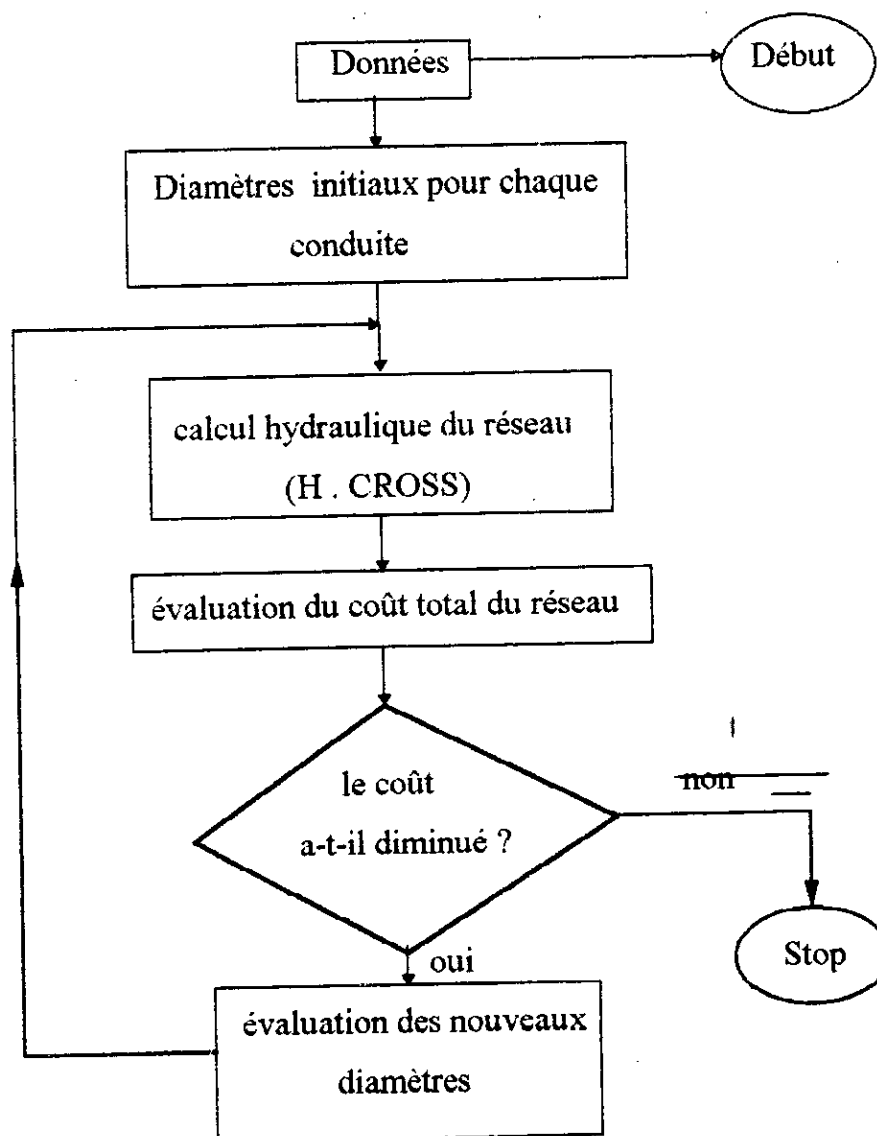 Données
Début
Diamètres initiaux pour chaque
conduite
calcul hydraulique du réseau
(H . CROSS)
évaluation du coût total du réseau
le coût
a-t-il diminué ?
non
oui
Stop
évaluation des nouveaux
diamètres